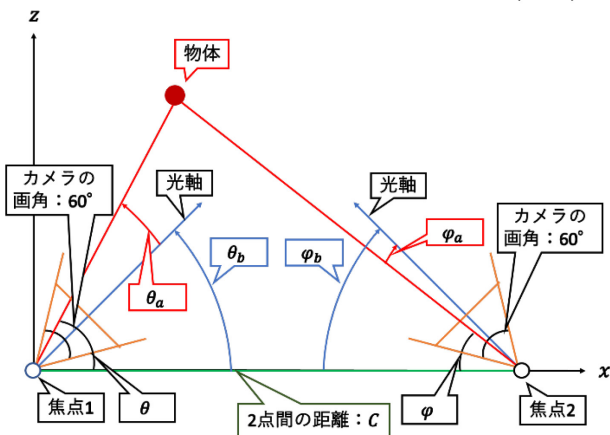 z
物体
カメラの
画角：60°
光軸
光軸
カメラの
画角：60°
θa
θb
φb
φa
x
焦点1
θ
2点間の距離：C
φ
焦点2